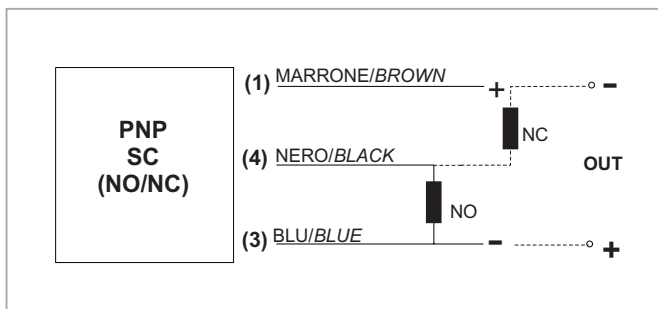 PNP
SC
(NO/NC)
(1) MARRONE/BROWN
+ -
NC
(4) NERO/BLACK
OUT
NO
(3) BLU/BLUE
- +